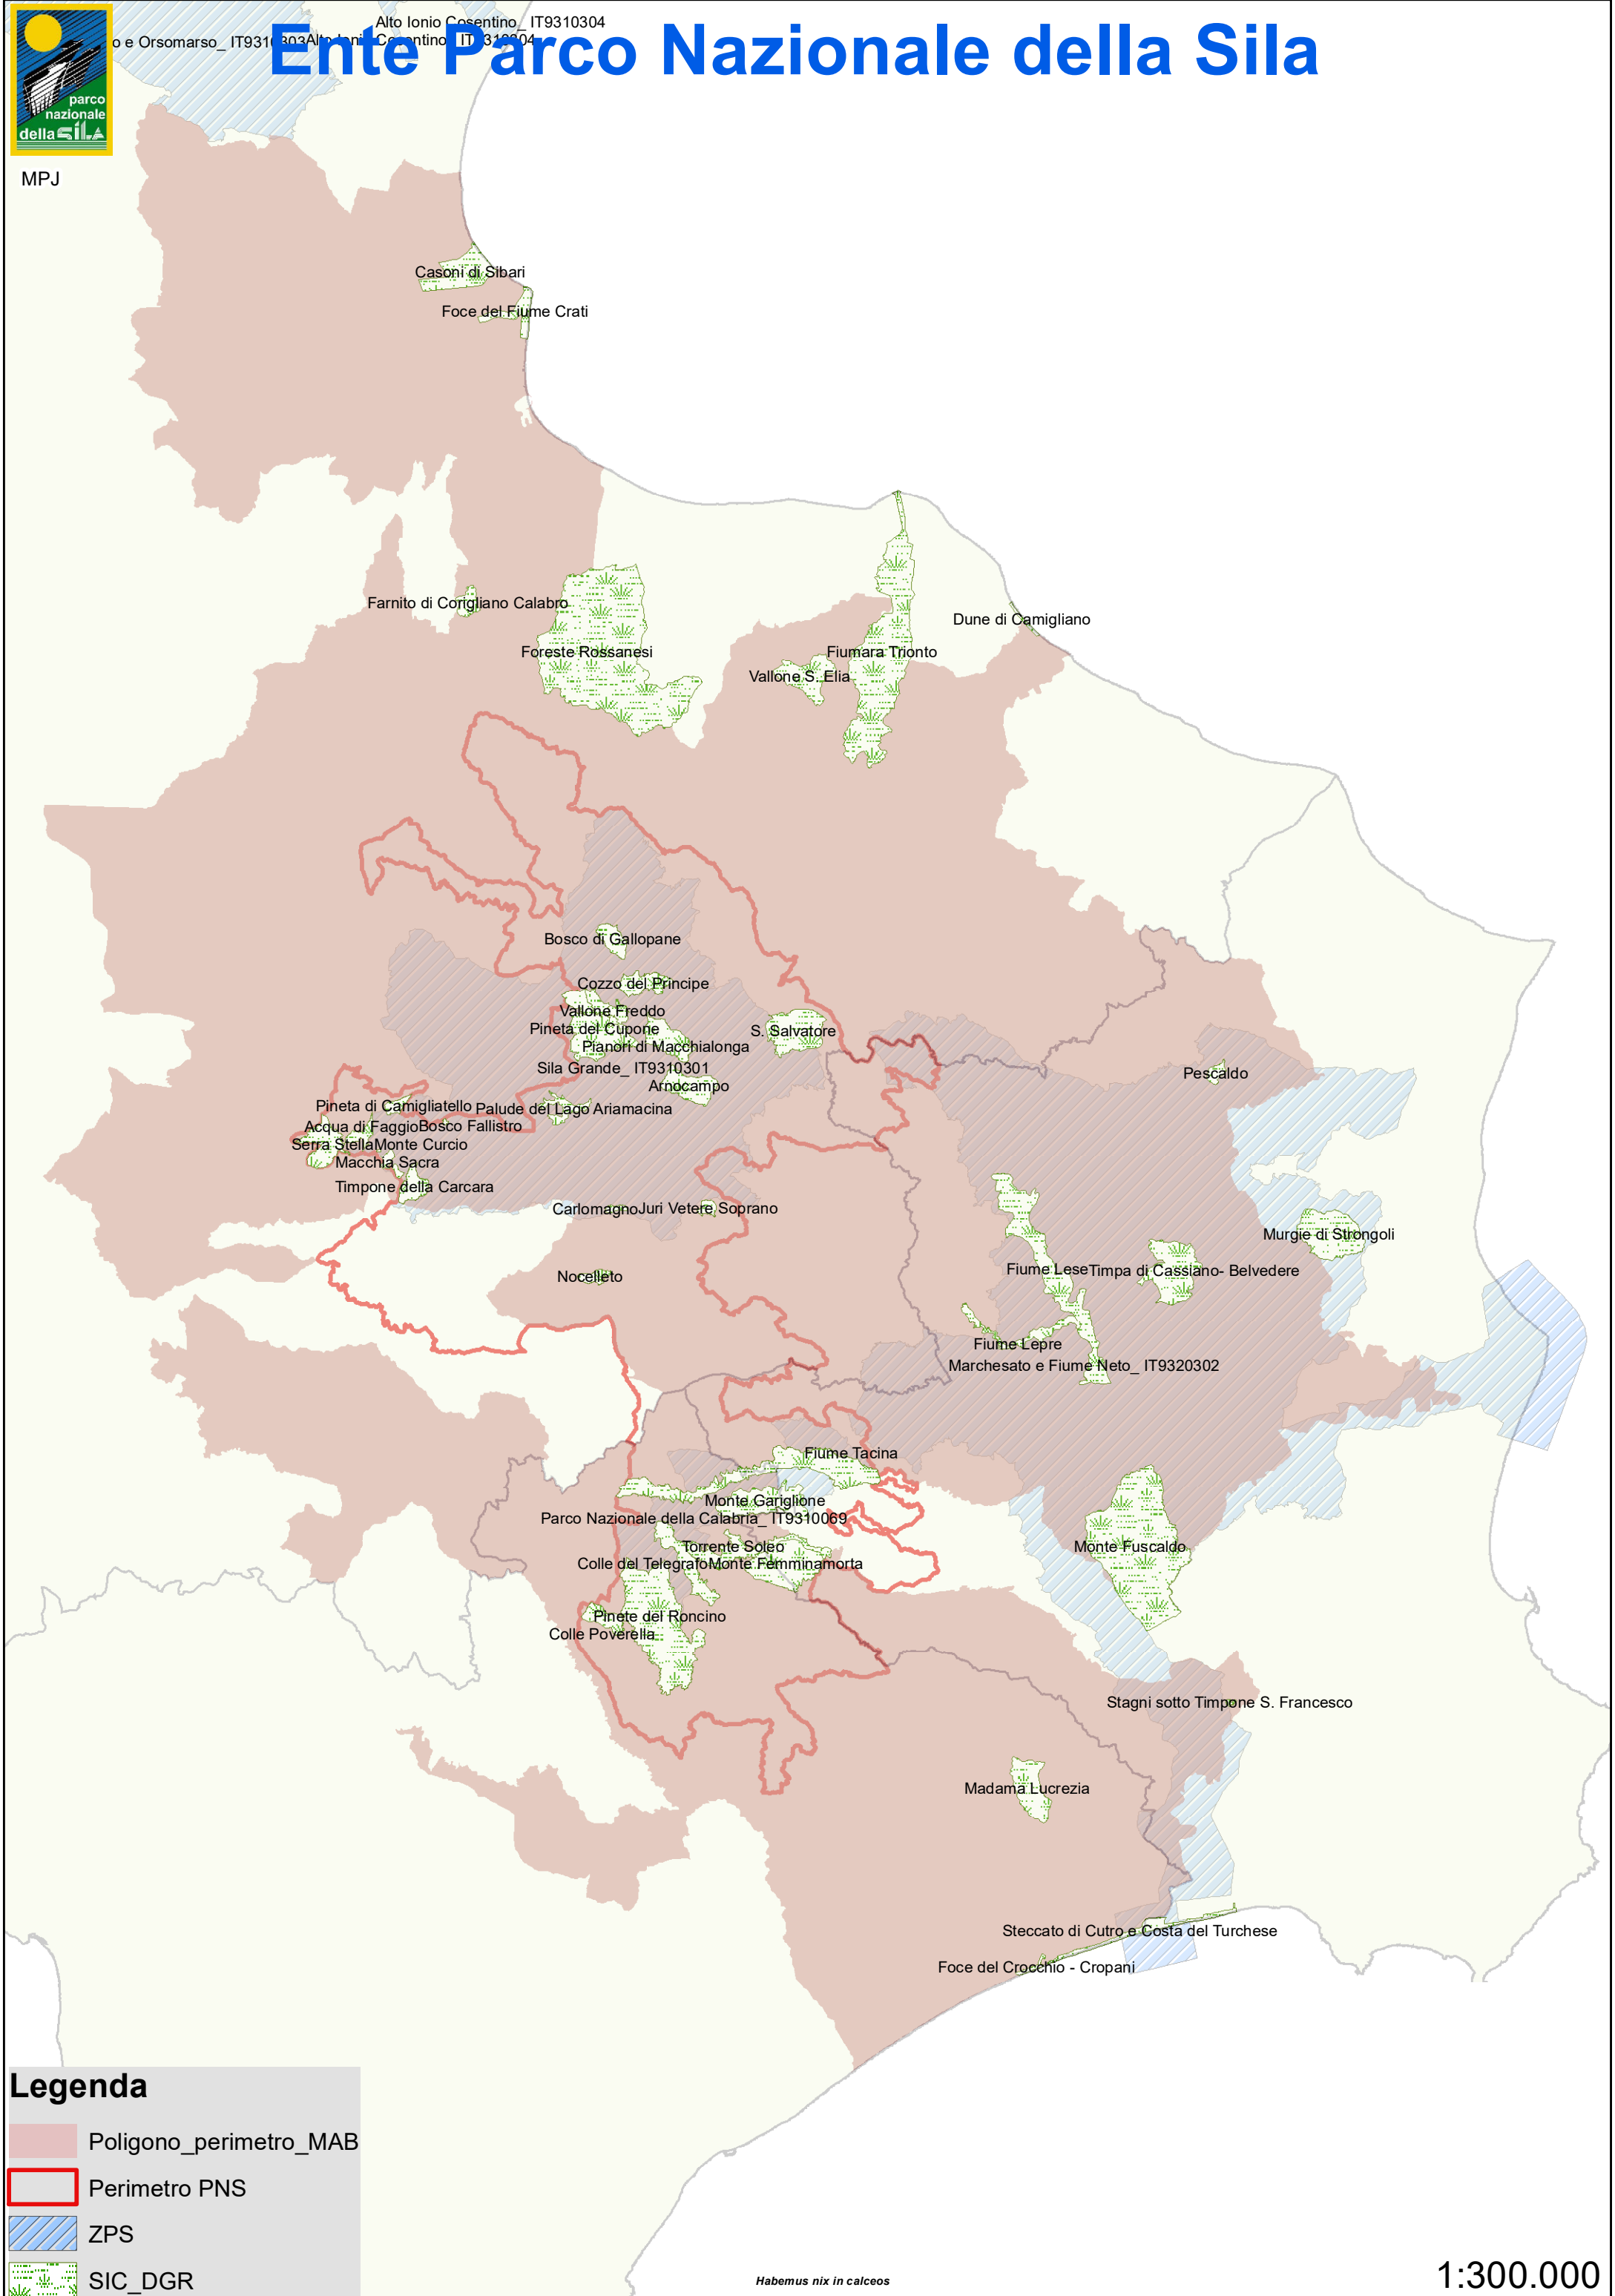 Alto Ionio Cosentino_ IT9310304
o e Orsomarso_ IT9310303
Alto Ionio Cosentino_ IT9310304
Ente Parco Nazionale della Sila
parco
nazionale
della sila
MPJ
Casoni di Sibari
Foce del Fiume Crati
Farnito di Corigliano Calabro
Dune di Camigliano
Foreste Rossanesi
Fiumara Trionto
Vallone S. Elia
Bosco di Gallopane
Cozzo del Principe
Vallone Freddo
Pineta del Cupone
S. Salvatore
Pianori di Macchialonga
Sila Grande_ IT9310301
Pescaldo
Arnocampo
Pineta di Camigliatello
Palude del Lago Ariamacina
Acqua di Faggio
Bosco Fallistro
Serra Stella
Monte Curcio
Macchia Sacra
Timpone della Carcara
Carlomagno
Juri Vetere Soprano
Murgie di Strongoli
Fiume Lese
Timpa di Cassiano- Belvedere
Nocelleto
Fiume Lepre
Marchesato e Fiume Neto_ IT9320302
Fiume Tacina
Monte Gariglione
Parco Nazionale della Calabria_ IT9310069
Torrente Soleo
Monte Fuscaldo
Colle del Telegrafo
Monte Femminamorta
Pinete del Roncino
Colle Poverella
Stagni sotto Timpone S. Francesco
Madama Lucrezia
Steccato di Cutro e Costa del Turchese
Foce del Crocchio - Cropani
Legenda
Poligono_perimetro_MAB
Perimetro PNS
ZPS
SIC_DGR
Habemus nix in calceos
1:300.000